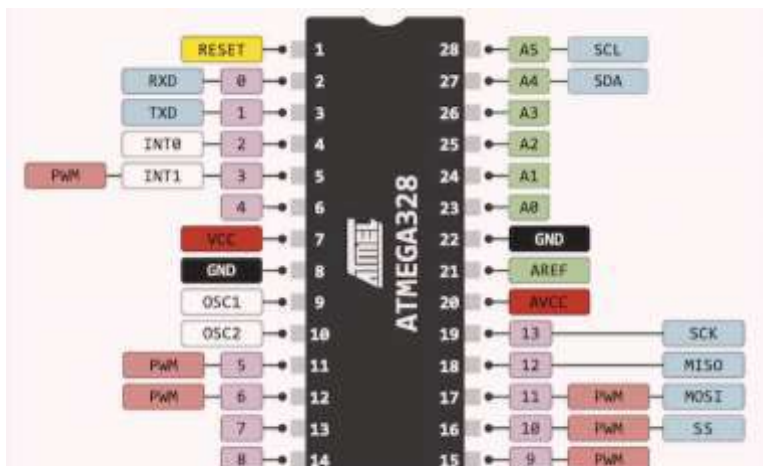 RESET 1 28 A5 SCL
RXD 0 2 27 A4 SDA
TXD 1 3 26 A3
INT0 2 4 25 A2
PWM INT1 3 5 24 A1
4 6 23 A0
VCC 7 22 GND
GND 8 21 AREF
OSC1 9 20 AVCC
OSC2 10 19 13 SCK
PWM 5 11 18 12 MISO
PWM 6 12 17 11 PWM MOSI
7 13 16 10 PWM SS
8 14 15 9 PWM
ATMEL
ATMEGA328